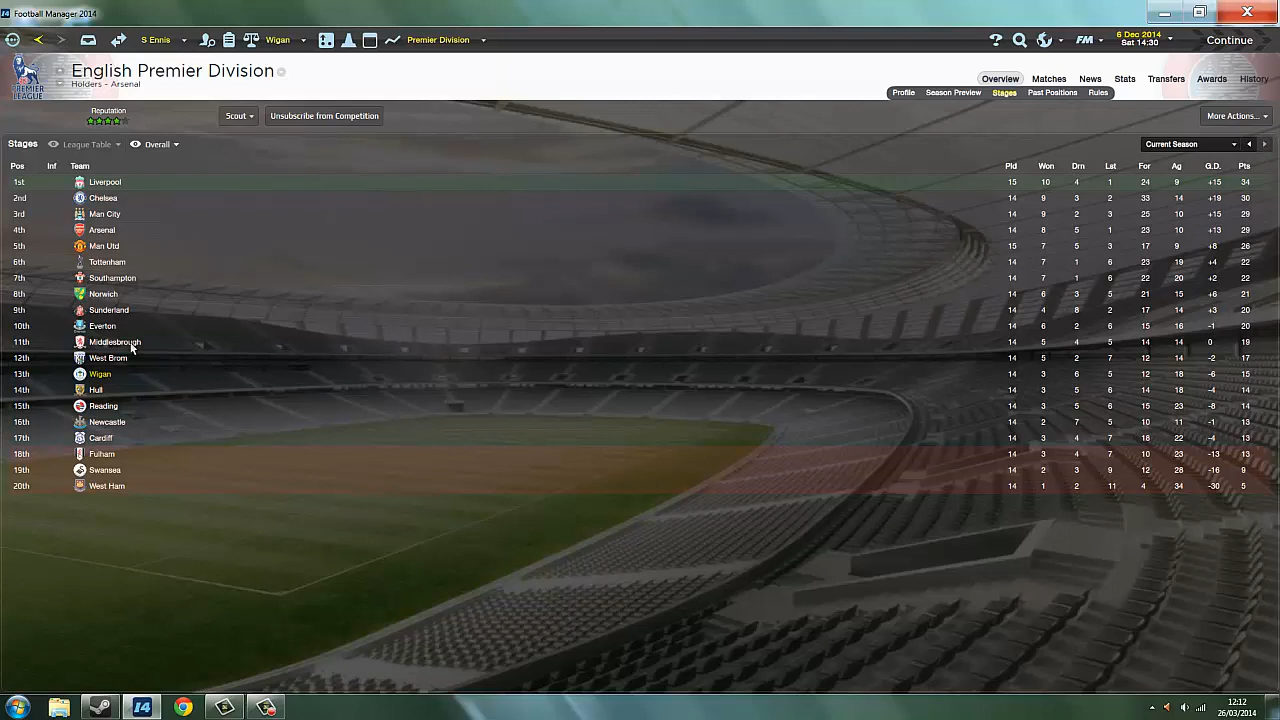 Football Manager 2014
S Ennis Wigan Premier Division 6 Dec 2014 Sat 14:30 FM Continue
English Premier Division
Holders - Arsenal
Overview Matches News Stats Transfers Awards History
Profile Season Preview Stages Past Positions Rules
Reputation
Scout Unsubscribe from Competition More Actions...
Stages League Table Overall Current Season
Pos Inf Team Pld Won Drn Lst For Ag G.D. Pts
1st Liverpool 15 10 4 1 24 9 +15 34
2nd Chelsea 14 9 3 2 33 14 +19 30
3rd Man City 14 9 2 3 25 10 +15 29
4th Arsenal 14 8 5 1 23 10 +13 29
5th Man Utd 15 7 5 3 17 9 +8 26
6th Tottenham 14 7 1 6 23 19 +4 22
7th Southampton 14 7 1 6 22 20 +2 22
8th Norwich 14 6 3 5 21 15 +6 21
9th Sunderland 14 4 8 2 17 14 +3 20
10th Everton 14 6 2 6 15 16 -1 20
11th Middlesbrough 14 5 4 5 14 14 0 19
12th West Brom 14 5 2 7 12 14 -2 17
13th Wigan 14 3 6 5 12 18 -6 15
14th Hull 14 3 5 6 14 18 -4 14
15th Reading 14 3 5 6 15 23 -8 14
16th Newcastle 14 2 7 5 10 11 -1 13
17th Cardiff 14 3 4 7 18 22 -4 13
18th Fulham 14 3 4 7 10 23 -13 13
19th Swansea 14 2 3 9 12 28 -16 9
20th West Ham 14 1 2 11 4 34 -30 5
12:12
26/03/2014